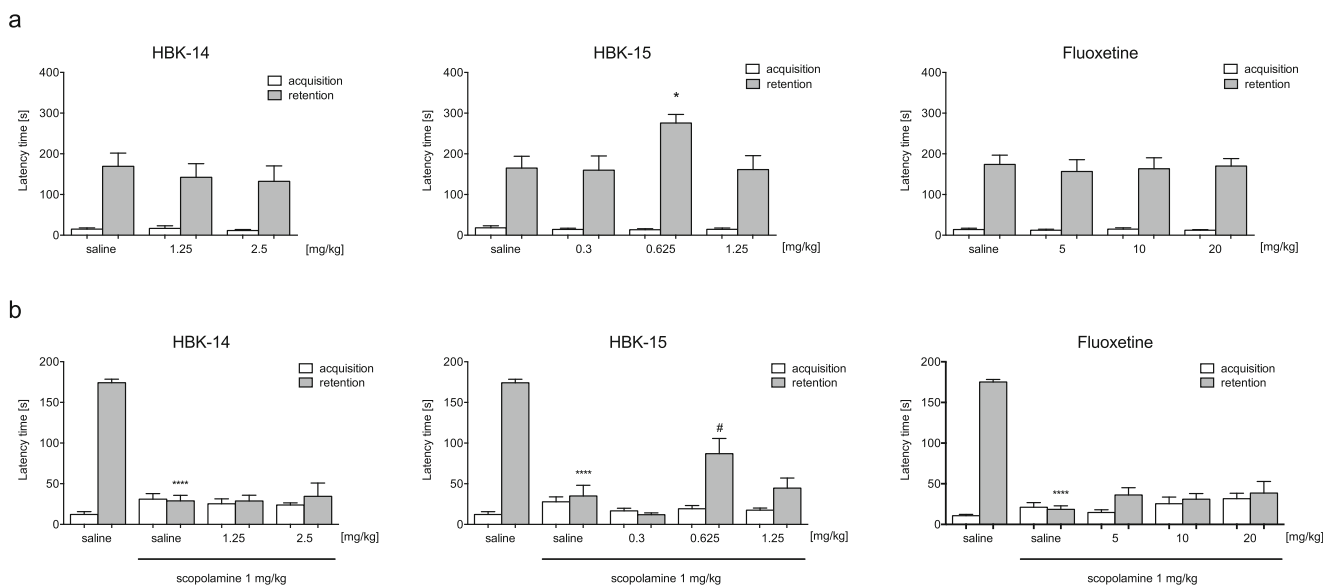 a
HBK-14
400
300
200
100
0
Latency time [s]
acquisition
retention
saline 1.25 2.5 [mg/kg]
HBK-15
400
300
200
100
0
Latency time [s]
acquisition
retention
*
saline 0.3 0.625 1.25 [mg/kg]
Fluoxetine
400
300
200
100
0
Latency time [s]
acquisition
retention
saline 5 10 20 [mg/kg]
b
HBK-14
200
150
100
50
0
Latency time [s]
acquisition
retention
****
saline saline 1.25 2.5 [mg/kg]
scopolamine 1 mg/kg
HBK-15
200
150
100
50
0
Latency time [s]
acquisition
retention
#
****
saline saline 0.3 0.625 1.25 [mg/kg]
scopolamine 1 mg/kg
Fluoxetine
200
150
100
50
0
Latency time [s]
acquisition
retention
****
saline saline 5 10 20 [mg/kg]
scopolamine 1 mg/kg